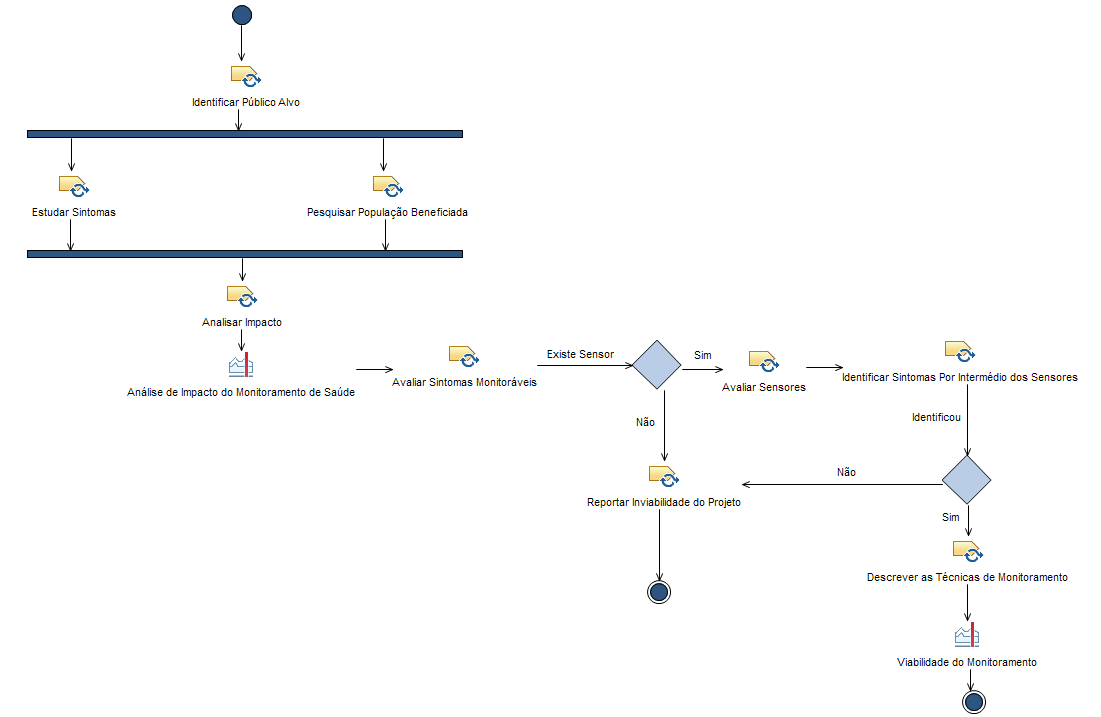 Identificar Público Alvo
Estudar Sintomas
Pesquisar População Beneficiada
Analisar Impacto
Análise de Impacto do Monitoramento de Saúde
Avaliar Sintomas Monitoráveis
Existe Sensor
Sim
Avaliar Sensores
Identificar Sintomas Por Intermédio dos Sensores
Não
Identificou
Reportar Inviabilidade do Projeto
Não
Sim
Descrever as Técnicas de Monitoramento
Viabilidade do Monitoramento